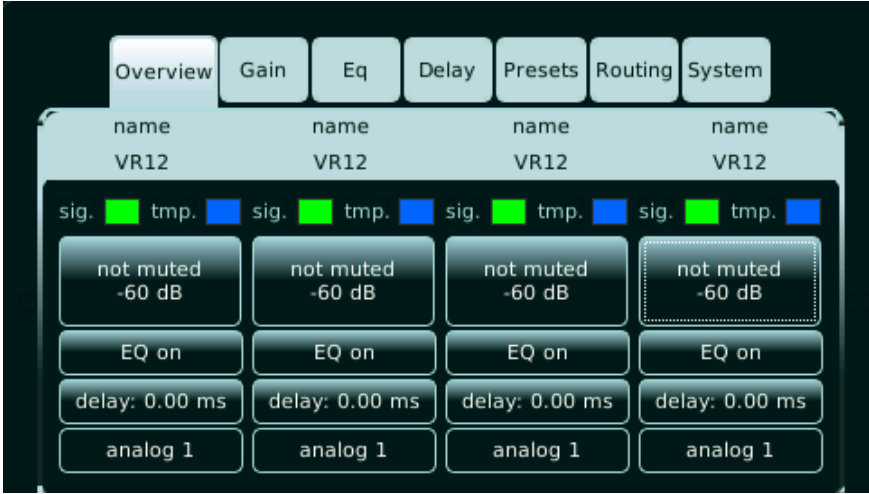 Overview Gain Eq Delay Presets Routing System
name name name name
VR12 VR12 VR12 VR12
sig. tmp. sig. tmp. sig. tmp. sig. tmp.
not muted not muted not muted not muted
-60 dB -60 dB -60 dB -60 dB
EQ on EQ on EQ on EQ on
delay: 0.00 ms delay: 0.00 ms delay: 0.00 ms delay: 0.00 ms
analog 1 analog 1 analog 1 analog 1